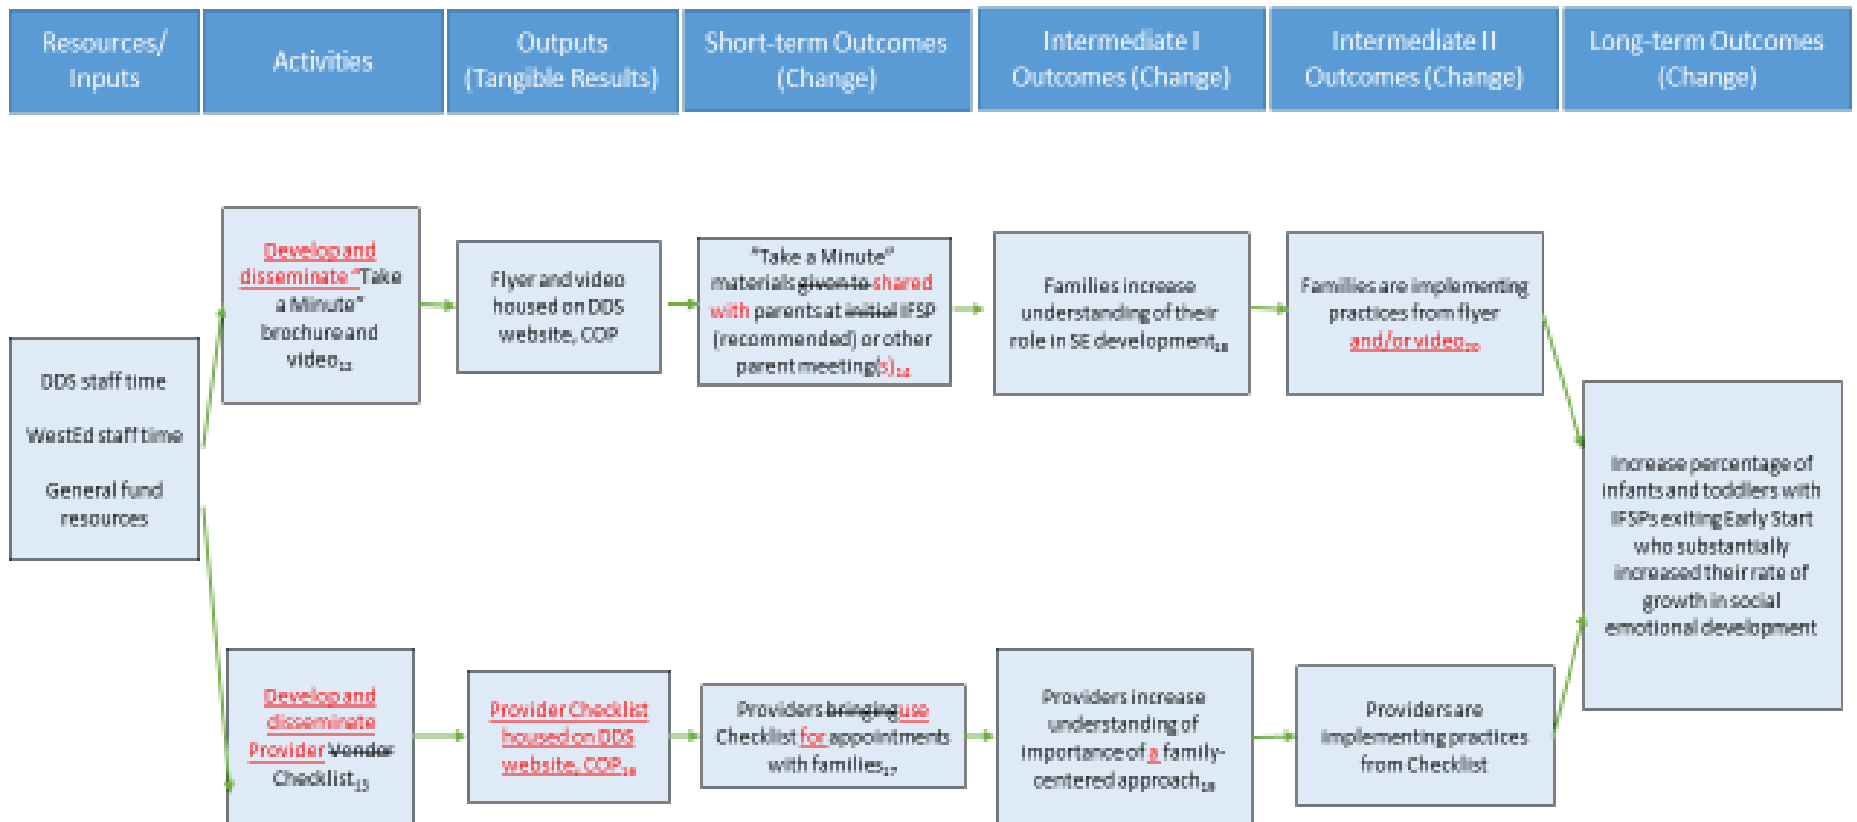 Resources/
Inputs
Activities
Outputs
(Tangible Results)
Short-term Outcomes
(Change)
Intermediate I
Outcomes (Change)
Intermediate II
Outcomes (Change)
Long-term Outcomes
(Change)
DDS staff time
WestEd staff time
General fund
resources
Develop and
disseminate "Take
a Minute"
brochure and
video
Flyer and video
housed on DDS
website, COP
"Take a Minute"
materials given to shared
with parents at initial IFSP
(recommended) or other
parent meeting(s)
Families increase
understanding of their
role in SE development
Families are implementing
practices from flyer
and/or video
Increase percentage of
infants and toddlers with
IFSPs exiting Early Start
who substantially
increased their rate of
growth in social
emotional development
Develop and
disseminate
Provider Vendor
Checklist
Provider Checklist
housed on DDS
website, COP
Providers bringing use
Checklist for appointments
with families
Providers increase
understanding of
importance of a family-
centered approach
Providers are
implementing practices
from Checklist